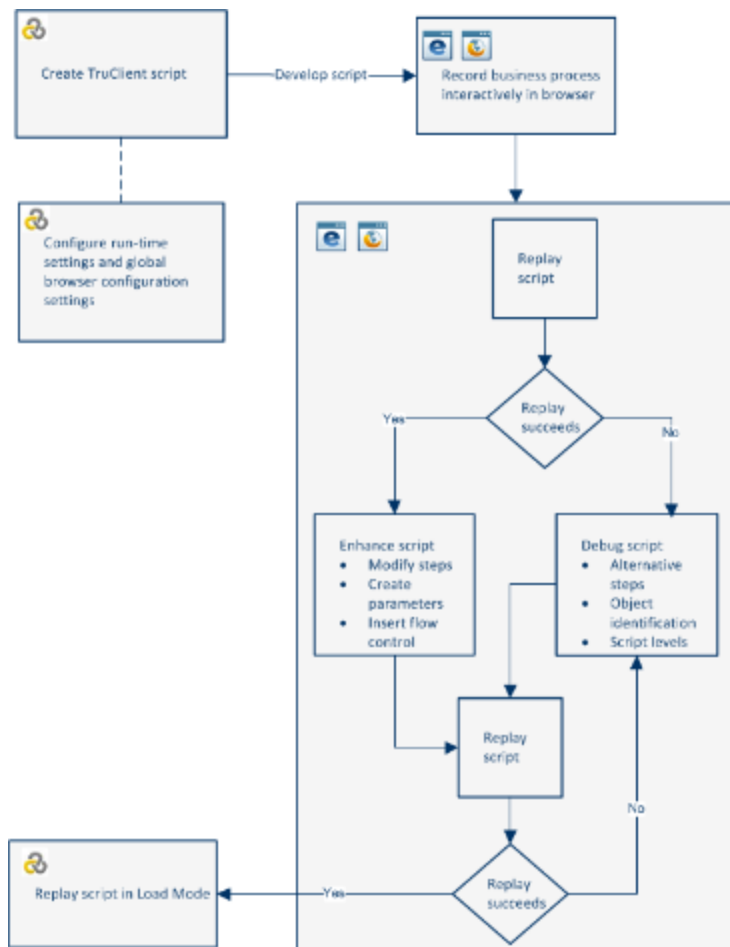 Create TruClient script
Develop script
Record business process
interactively in browser
Configure run-time
settings and global
browser configuration
settings
Replay
script
Replay
succeeds
Yes
No
Enhance script
• Modify steps
• Create
parameters
• Insert flow
control
Debug script
• Alternative
steps
• Object
identification
• Script levels
Replay
script
No
Replay
succeeds
Yes
Replay script in Load Mode